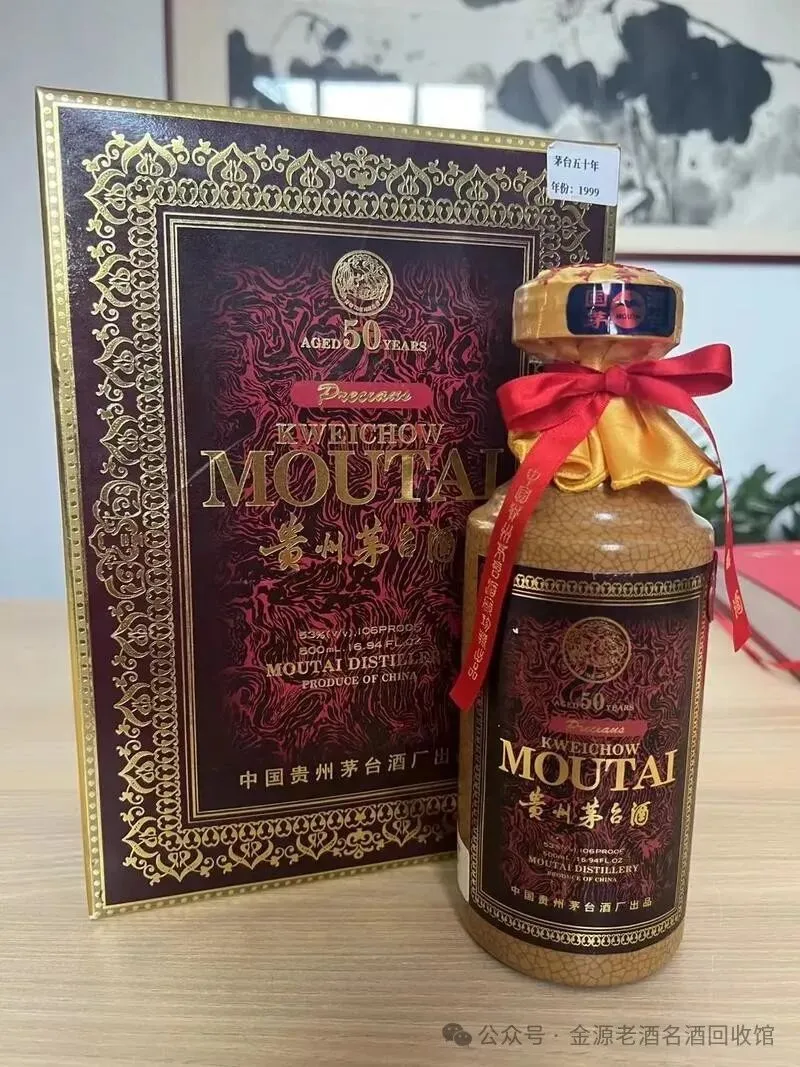 茅台五十年
年份：1999
AGED 50 YEARS
Precious
KWEICHOW
MOUTAI
贵州茅台酒
53%(V/V).106PROOF
500mL.16.94FL.OZ
MOUTAI DISTILLERY
PRODUCE OF CHINA
中国贵州茅台酒厂出
国
茅
MOUTAI
AGED 50 YEARS
Precious
KWEICHOW
MOUTAI
贵州茅台酒
53%(V/V).106PROOF
500mL 16.94FL.OZ
MOUTAI DISTILLERY
PRODUCE OF CHINA
中国贵州茅台酒厂出品
公众号 · 金源老酒名酒回收馆